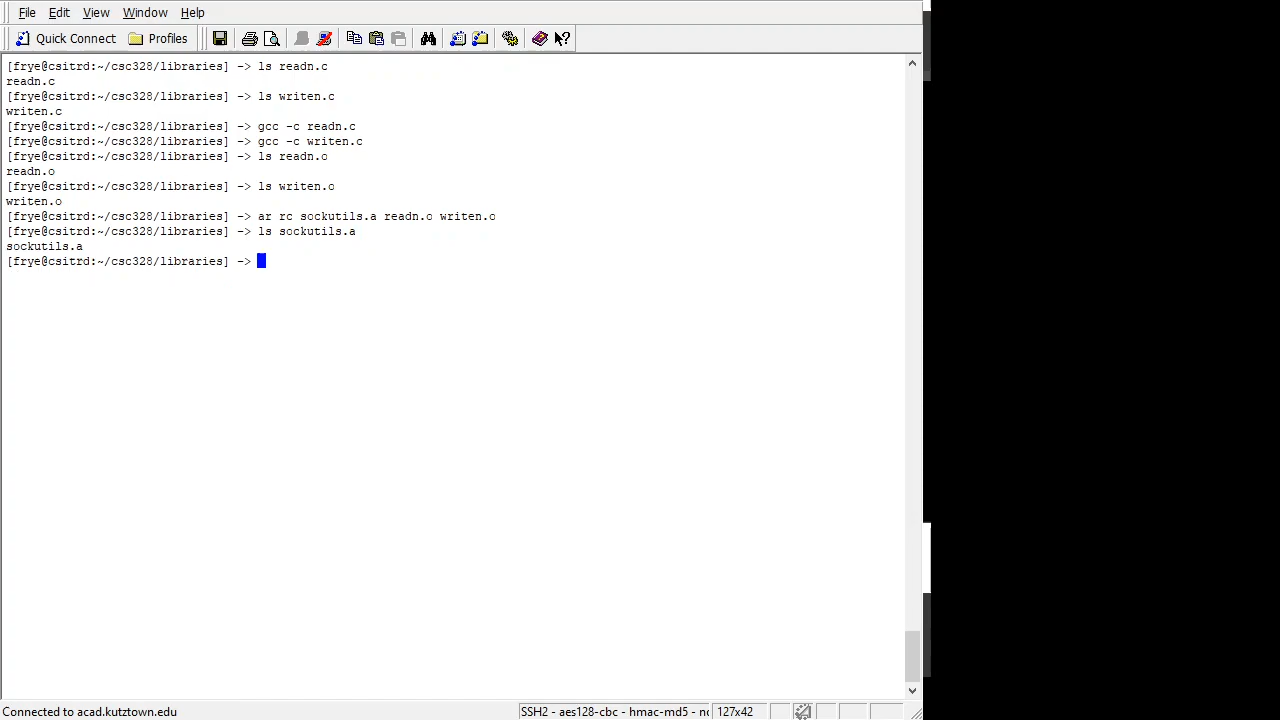 File Edit View Window Help
Quick Connect Profiles
[frye@csitrd:~/csc328/libraries] -> ls readn.c
readn.c
[frye@csitrd:~/csc328/libraries] -> ls writen.c
writen.c
[frye@csitrd:~/csc328/libraries] -> gcc -c readn.c
[frye@csitrd:~/csc328/libraries] -> gcc -c writen.c
[frye@csitrd:~/csc328/libraries] -> ls readn.o
readn.o
[frye@csitrd:~/csc328/libraries] -> ls writen.o
writen.o
[frye@csitrd:~/csc328/libraries] -> ar rc sockutils.a readn.o writen.o
[frye@csitrd:~/csc328/libraries] -> ls sockutils.a
sockutils.a
[frye@csitrd:~/csc328/libraries] ->
Connected to acad.kutztown.edu SSH2 - aes128-cbc - hmac-md5 - nc 127x42